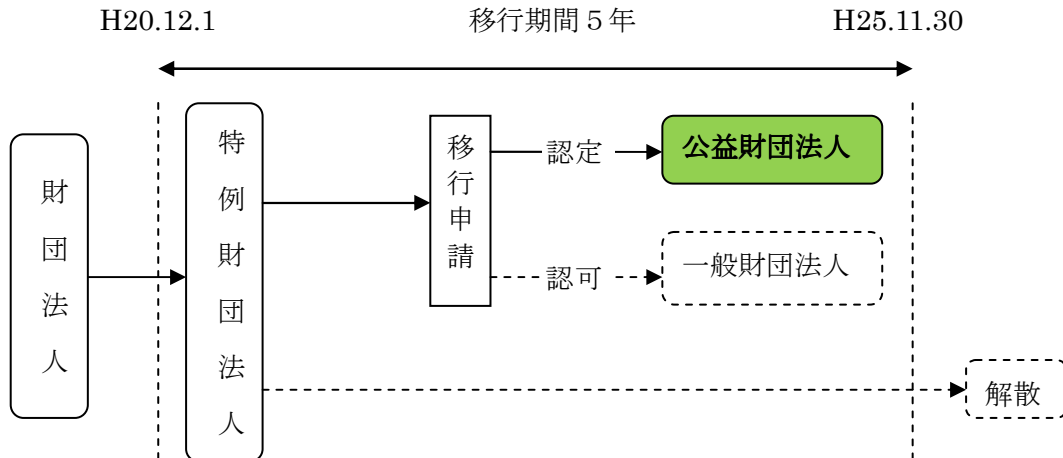 H20.12.1
移行期間５年
H25.11.30
財団法人
特例財団法人
移行申請
認定
公益財団法人
認可
一般財団法人
解散